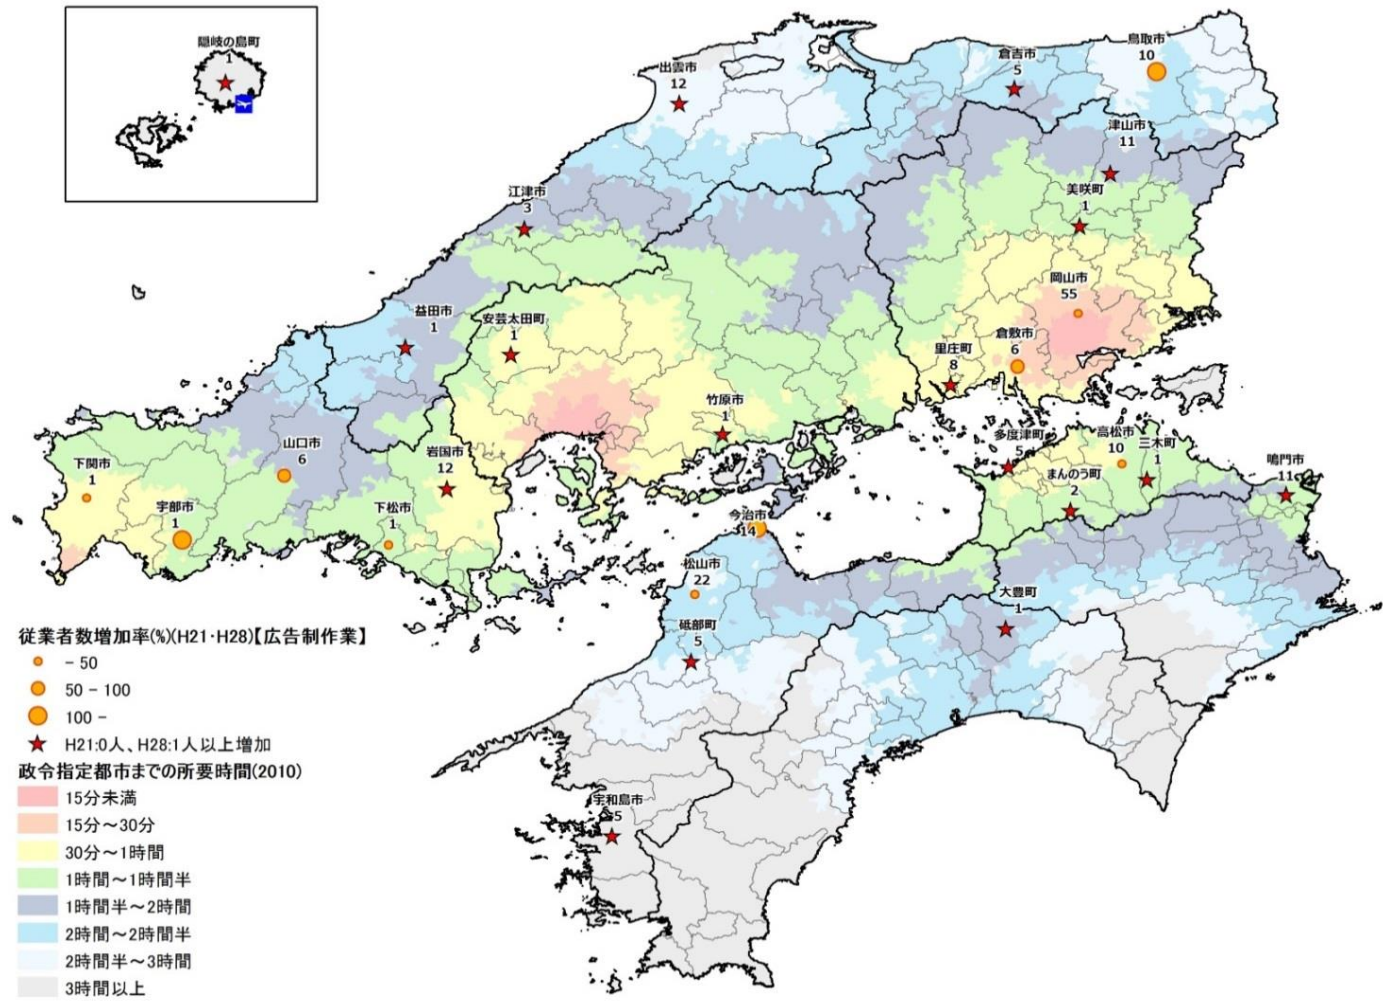 隠岐の島町
1
出雲市
12
倉吉市
5
鳥取市
10
津山市
11
美咲町
1
江津市
3
岡山市
55
益田市
1
安芸太田町
1
倉敷市
6
里庄町
8
竹原市
1
山口市
6
岩国市
12
下関市
1
宇部市
1
下松市
1
多度津町
5
高松市
10
三木町
1
まんのう町
2
鳴門市
11
今治市
14
松山市
22
砥部町
5
大豊町
1
宇和島市
5
従業者数増加率(%)(H21･H28)【広告制作業】
- 50
50 - 100
100 -
H21:0人、H28:1人以上増加
政令指定都市までの所要時間(2010)
15分未満
15分～30分
30分～1時間
1時間～1時間半
1時間半～2時間
2時間～2時間半
2時間半～3時間
3時間以上